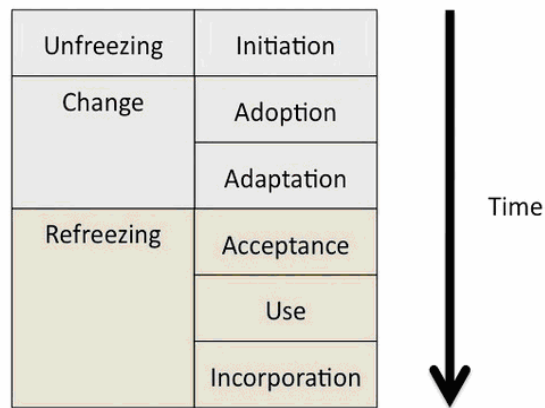 Unfreezing
Initiation
Change
Adoption
Adaptation
Refreezing
Acceptance
Use
Incorporation
Time